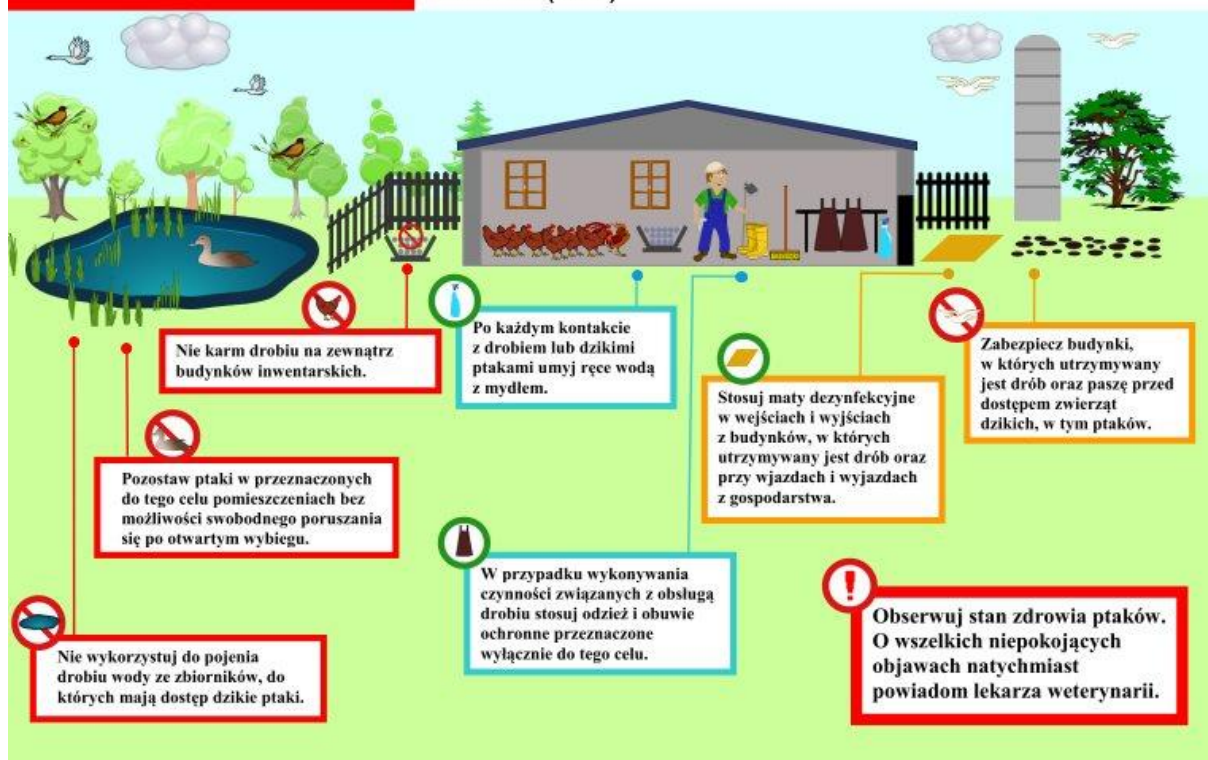 Nie karm drobiu na zewnątrz
budynków inwentarskich.
Po każdym kontakcie
z drobiem lub dzikimi
ptakami umyj ręce wodą
z mydłem.
Stosuj maty dezynfekcyjne
w wejściach i wyjściach
z budynków, w których
utrzymywany jest drób oraz
przy wjazdach i wyjazdach
z gospodarstwa.
Zabezpiecz budynki,
w których utrzymywany
jest drób oraz paszę przed
dostępem zwierząt
dzikich, w tym ptaków.
Pozostaw ptaki w przeznaczonych
do tego celu pomieszczeniach bez
możliwości swobodnego poruszania
się po otwartym wybiegu.
W przypadku wykonywania
czynności związanych z obsługą
drobiu stosuj odzież i obuwie
ochronne przeznaczone
wyłącznie do tego celu.
Nie wykorzystuj do pojenia
drobiu wody ze zbiorników, do
których mają dostęp dzikie ptaki.
Obserwuj stan zdrowia ptaków.
O wszelkich niepokojących
objawach natychmiast
powiadom lekarza weterynarii.